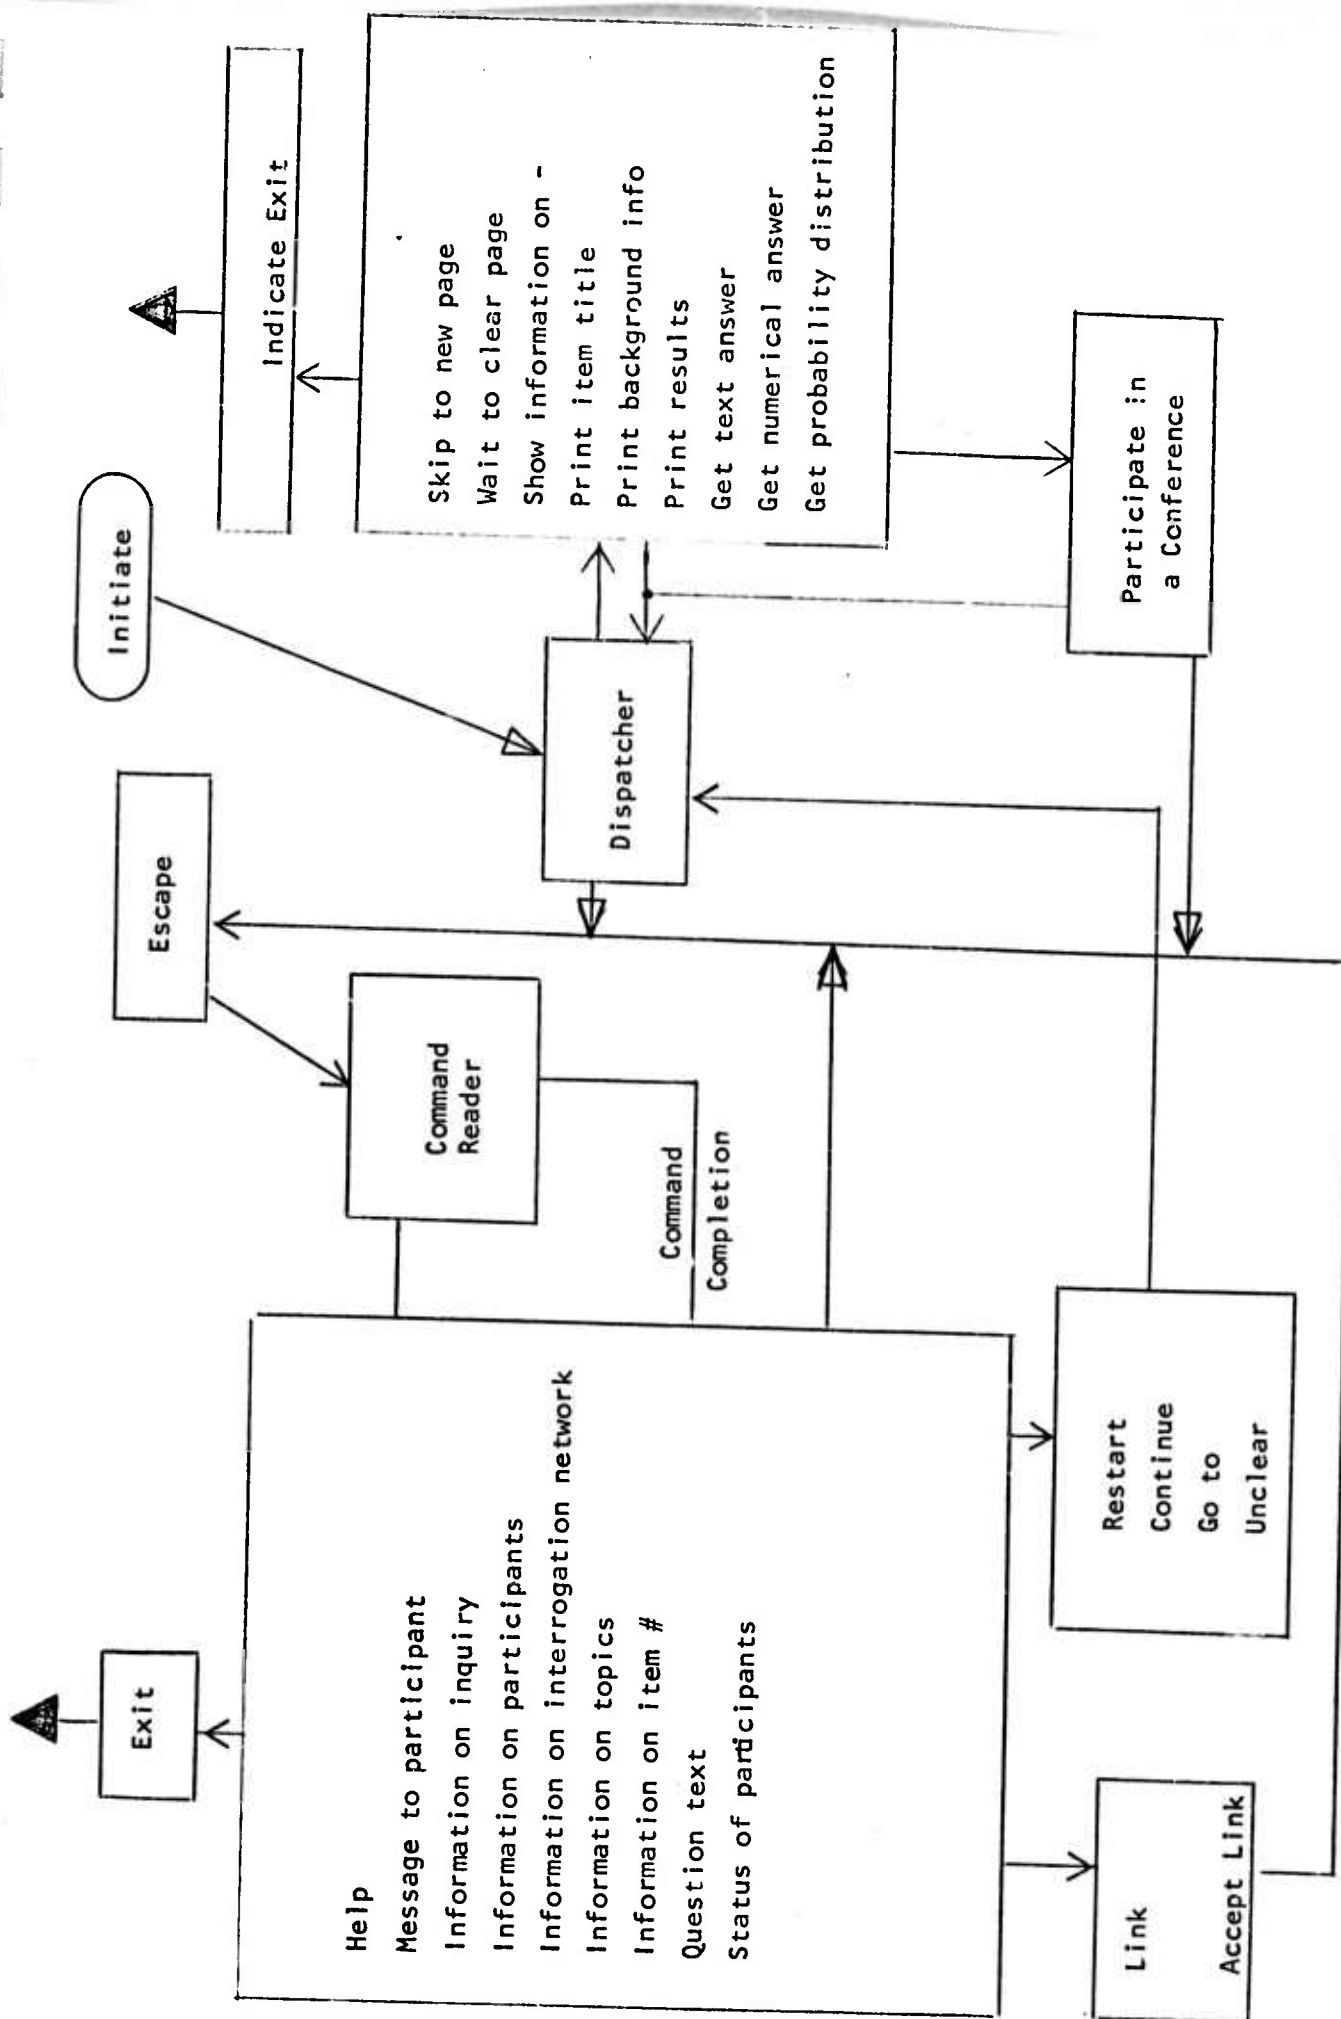 Exit
Help
Message to participant
Information on inquiry
Information on participants
Information on interrogation network
Information on topics
Information on item #
Question text
Status of participants
Link
Accept Link
Restart
Continue
Go to
Unclear
Escape
Command
Reader
Command
Completion
Initiate
Dispatcher
Indicate Exit
Skip to new page
Wait to clear page
Show information on -
Print item title
Print background info
Print results
Get text answer
Get numerical answer
Get probability distribution
Participate in
a Conference